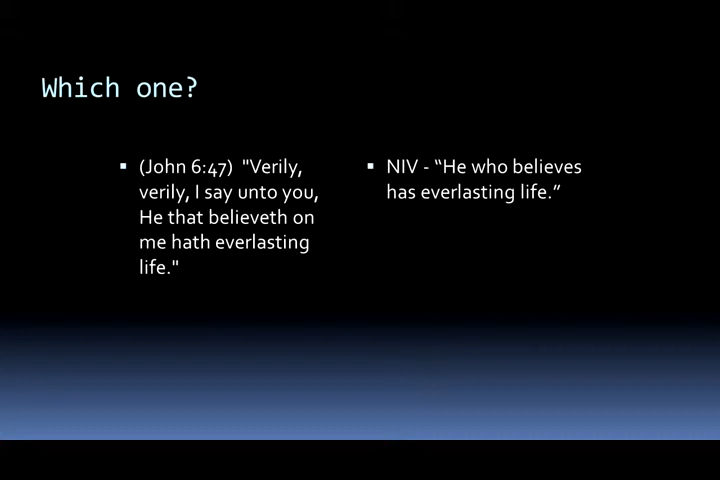 Which one?
▪ (John 6:47) "Verily,
verily, I say unto you,
He that believeth on
me hath everlasting
life."
▪ NIV - “He who believes
has everlasting life.”